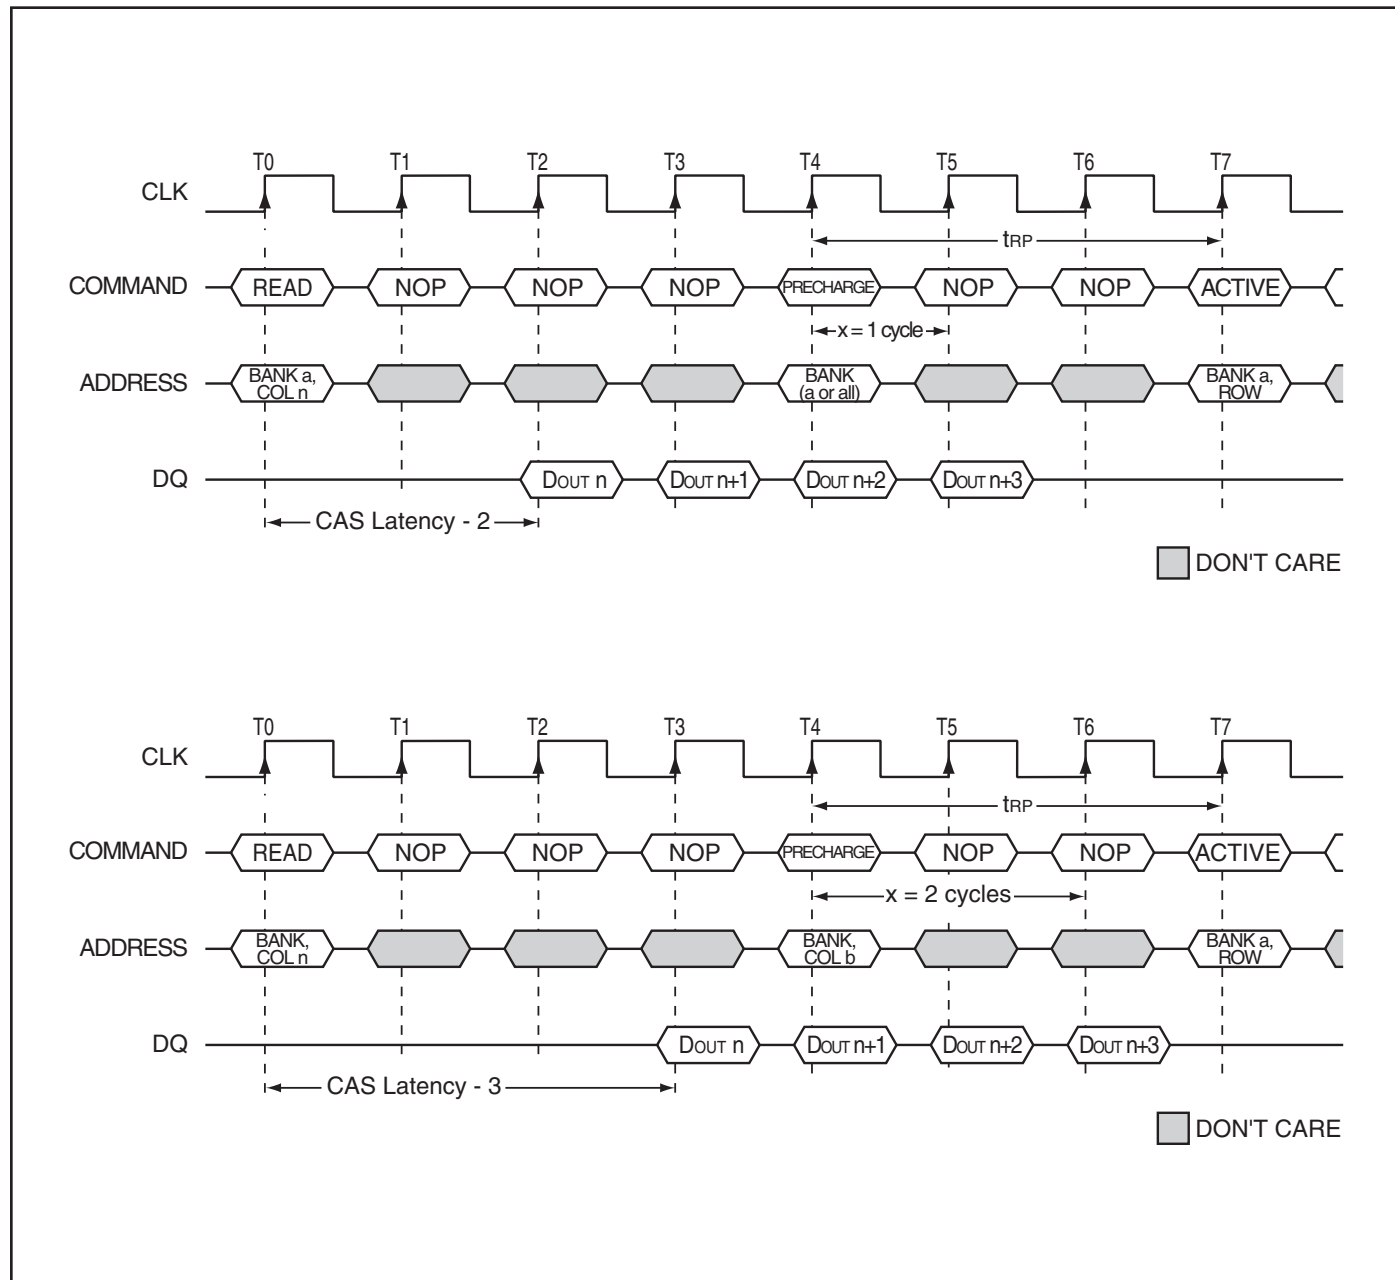 T0 T1 T2 T3 T4 T5 T6 T7
CLK
tRP
COMMAND READ NOP NOP NOP PRECHARGE NOP NOP ACTIVE
x = 1 cycle
ADDRESS BANK a, COL n BANK (a or all) BANK a, ROW
DQ DOUT n DOUT n+1 DOUT n+2 DOUT n+3
CAS Latency - 2
DON'T CARE
T0 T1 T2 T3 T4 T5 T6 T7
CLK
tRP
COMMAND READ NOP NOP NOP PRECHARGE NOP NOP ACTIVE
x = 2 cycles
ADDRESS BANK, COL n BANK, COL b BANK a, ROW
DQ DOUT n DOUT n+1 DOUT n+2 DOUT n+3
CAS Latency - 3
DON'T CARE